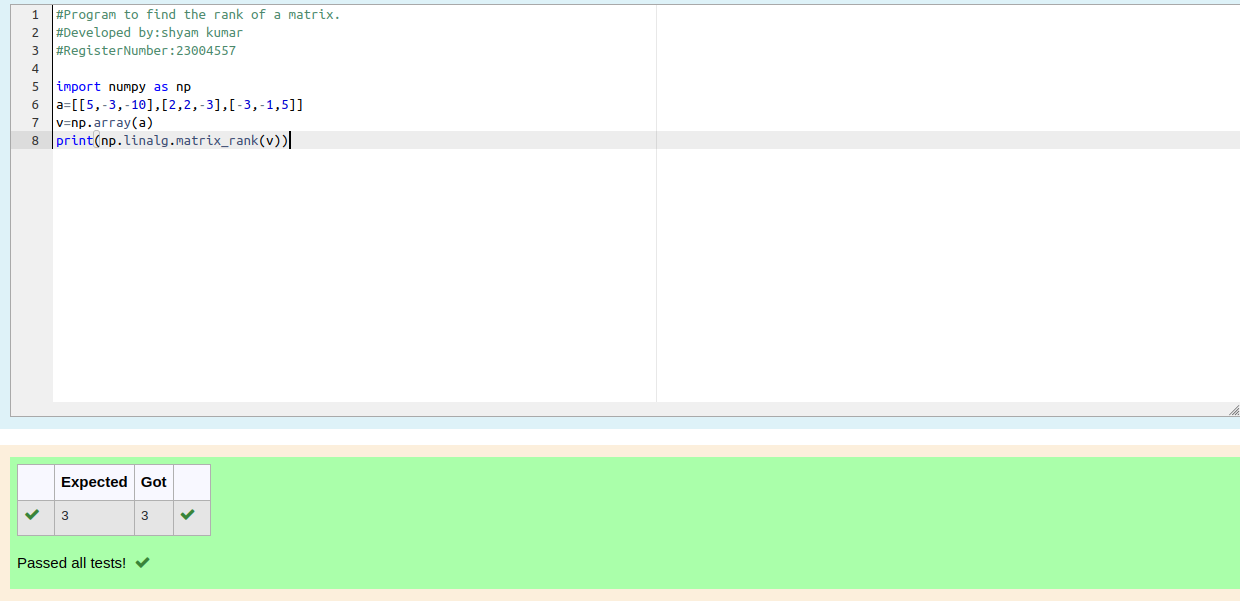 1 #Program to find the rank of a matrix.
2 #Developed by:shyam kumar
3 #RegisterNumber:23004557
4
5 import numpy as np
6 a=[[5,-3,-10],[2,2,-3],[-3,-1,5]]
7 v=np.array(a)
8 print(np.linalg.matrix_rank(v))
Expected Got
3 3
Passed all tests!